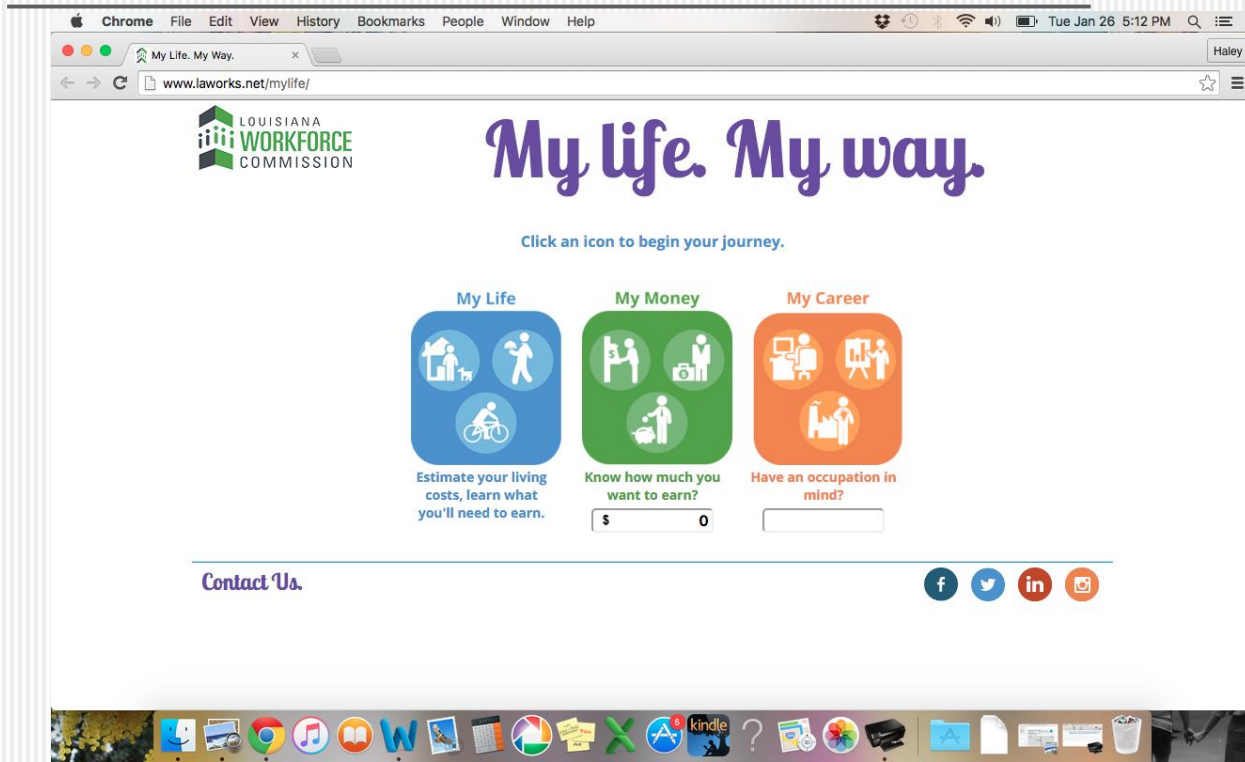 Chrome File Edit View History Bookmarks People Window Help Tue Jan 26 5:12 PM
My Life. My Way. Haley
www.laworks.net/mylife/
LOUISIANA
WORKFORCE
COMMISSION
My life. My way.
Click an icon to begin your journey.
My Life My Money My Career
$
Estimate your living Know how much you Have an occupation in
costs, learn what want to earn? mind?
you'll need to earn.
$ 0
Contact Us.
f in
6
kindle
?